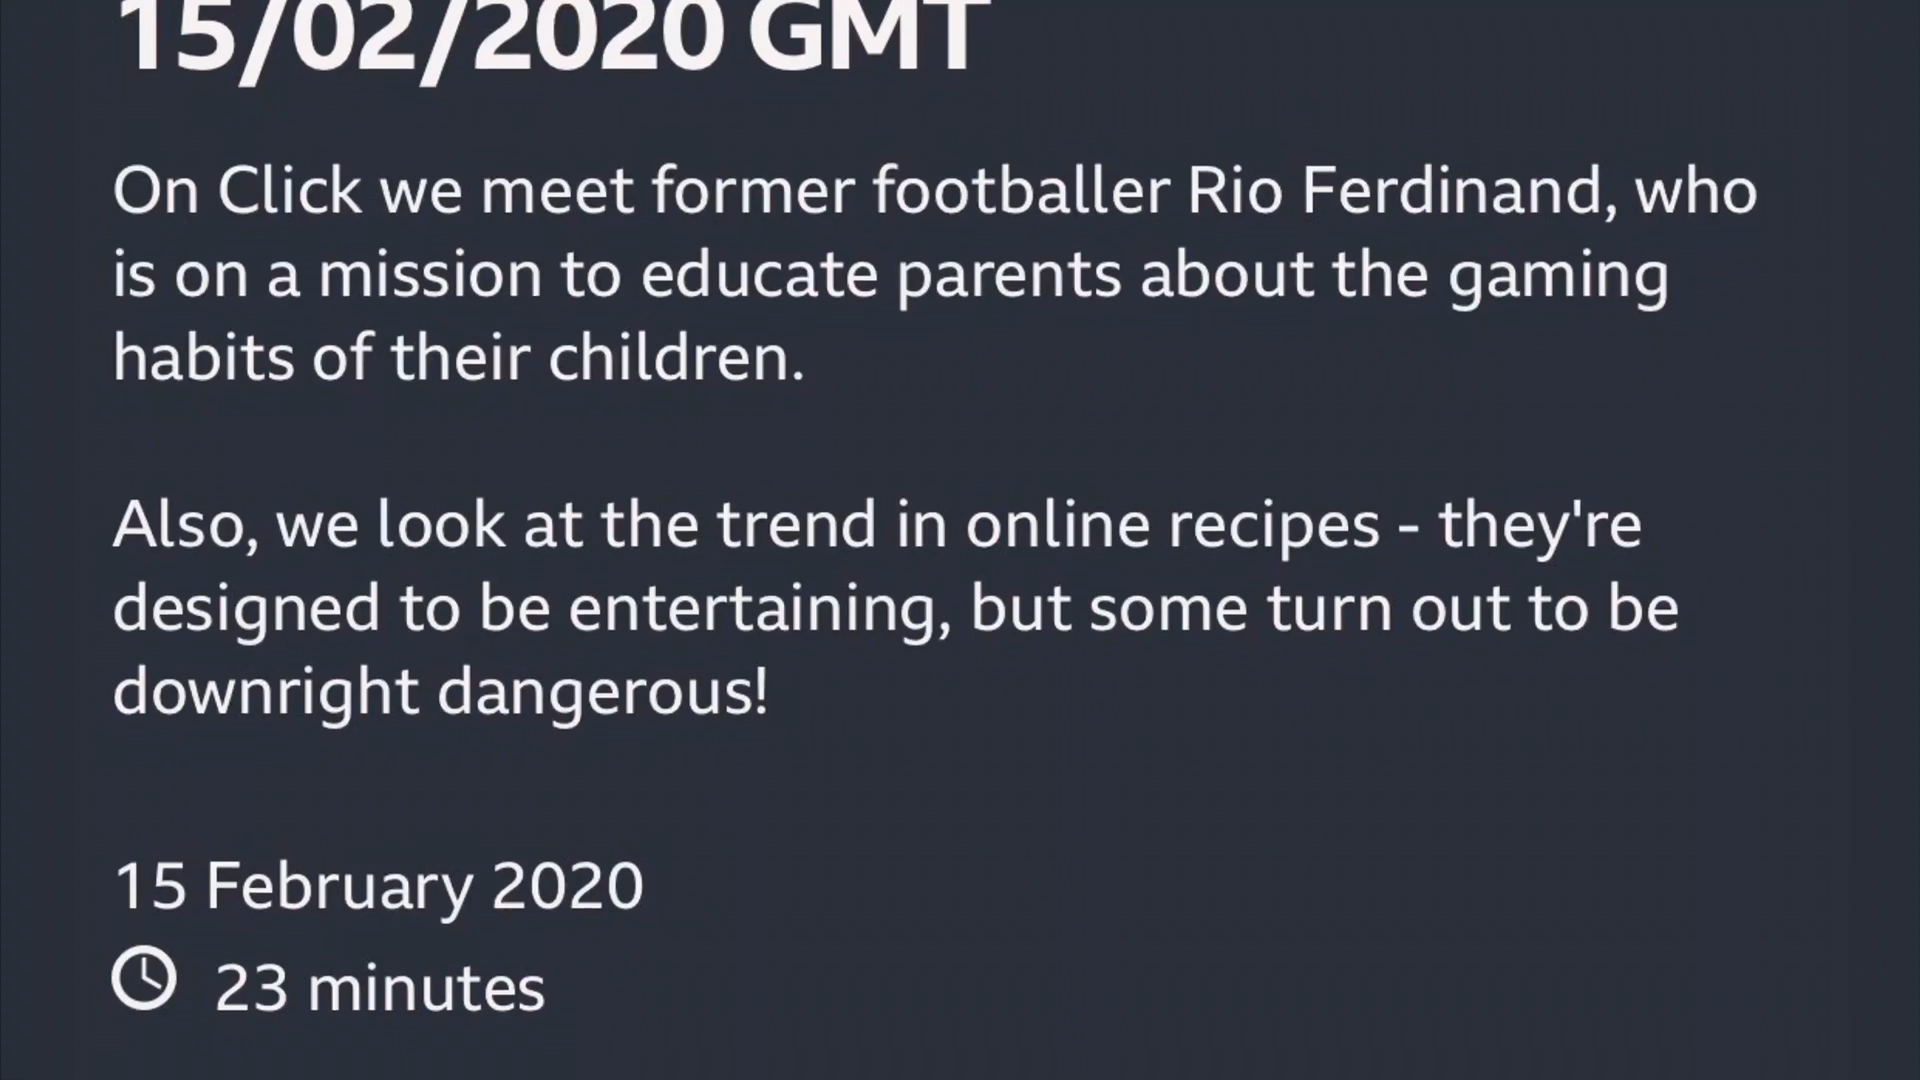 15/02/2020 GMT
On Click we meet former footballer Rio Ferdinand, who
is on a mission to educate parents about the gaming
habits of their children.
Also, we look at the trend in online recipes - they're
designed to be entertaining, but some turn out to be
downright dangerous!
15 February 2020
23 minutes